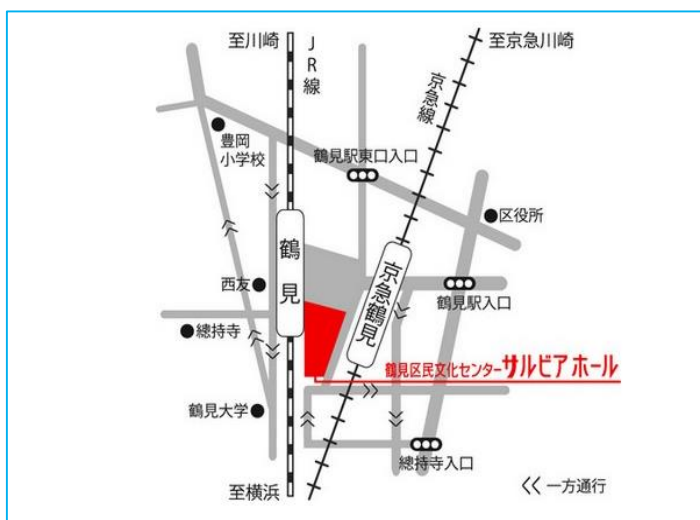 至川崎
JR線
至京急川崎
京急線
豊岡
小学校
鶴見駅東口入口
区役所
鶴見
西友
京急鶴見
鶴見駅入口
總持寺
鶴見区民文化センター サルビアホール
鶴見大学
總持寺入口
至横浜
一方通行